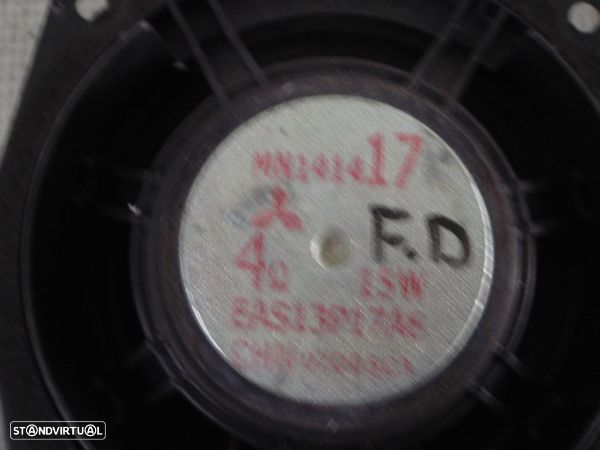 MN141417
F.D
4Ω 15W
EAS13P17A6
STANDVIRTUAL